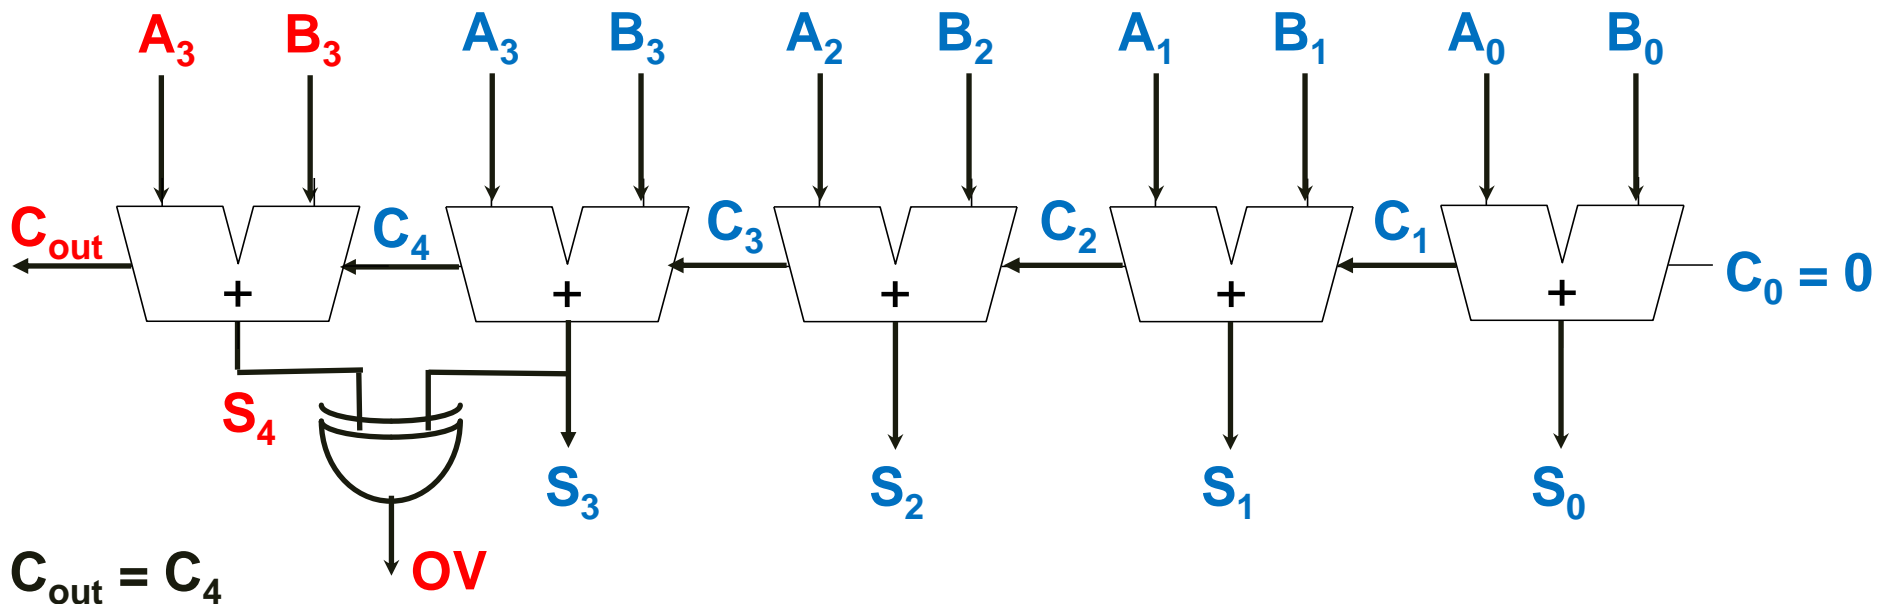 A₃ B₃ A₃ B₃ A₂ B₂ A₁ B₁ A₀ B₀
Cout C₄ C₃ C₂ C₁ C₀ = 0
+ + + + +
S₄
S₃ S₂ S₁ S₀
OV
Cout = C₄